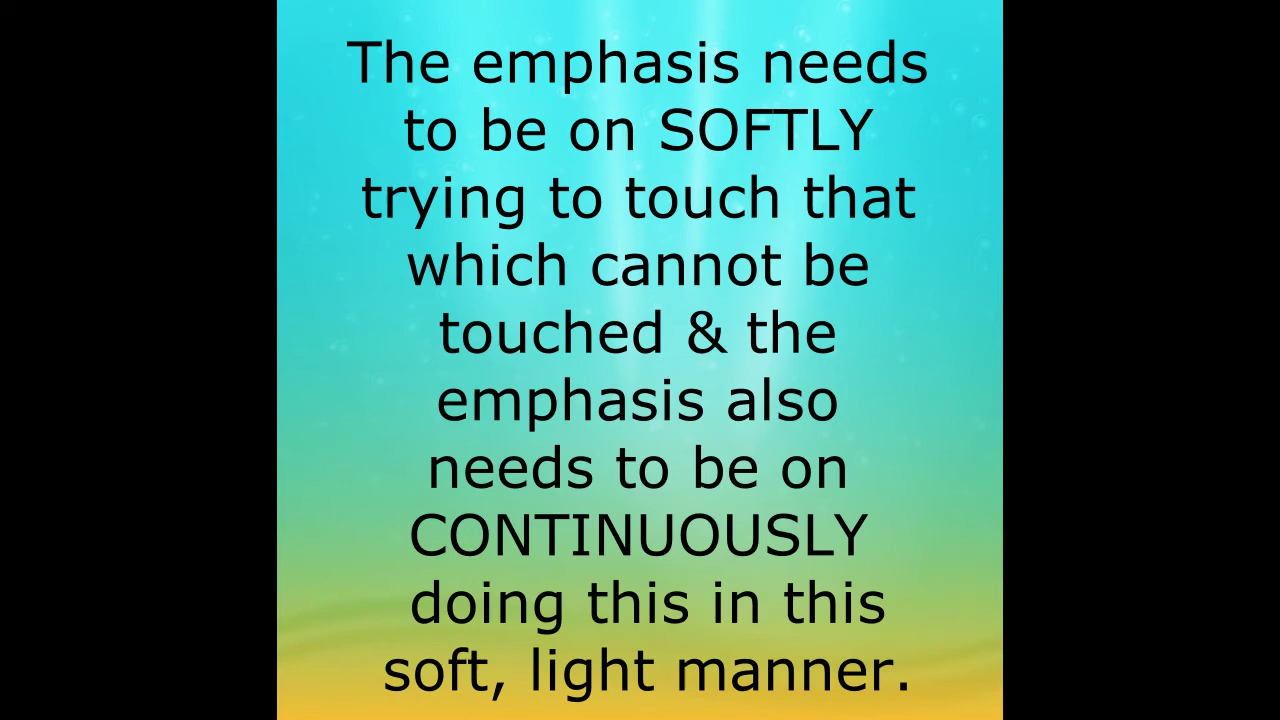 The emphasis needs
to be on SOFTLY
trying to touch that
which cannot be
touched & the
emphasis also
needs to be on
CONTINUOUSLY
doing this in this
soft, light manner.